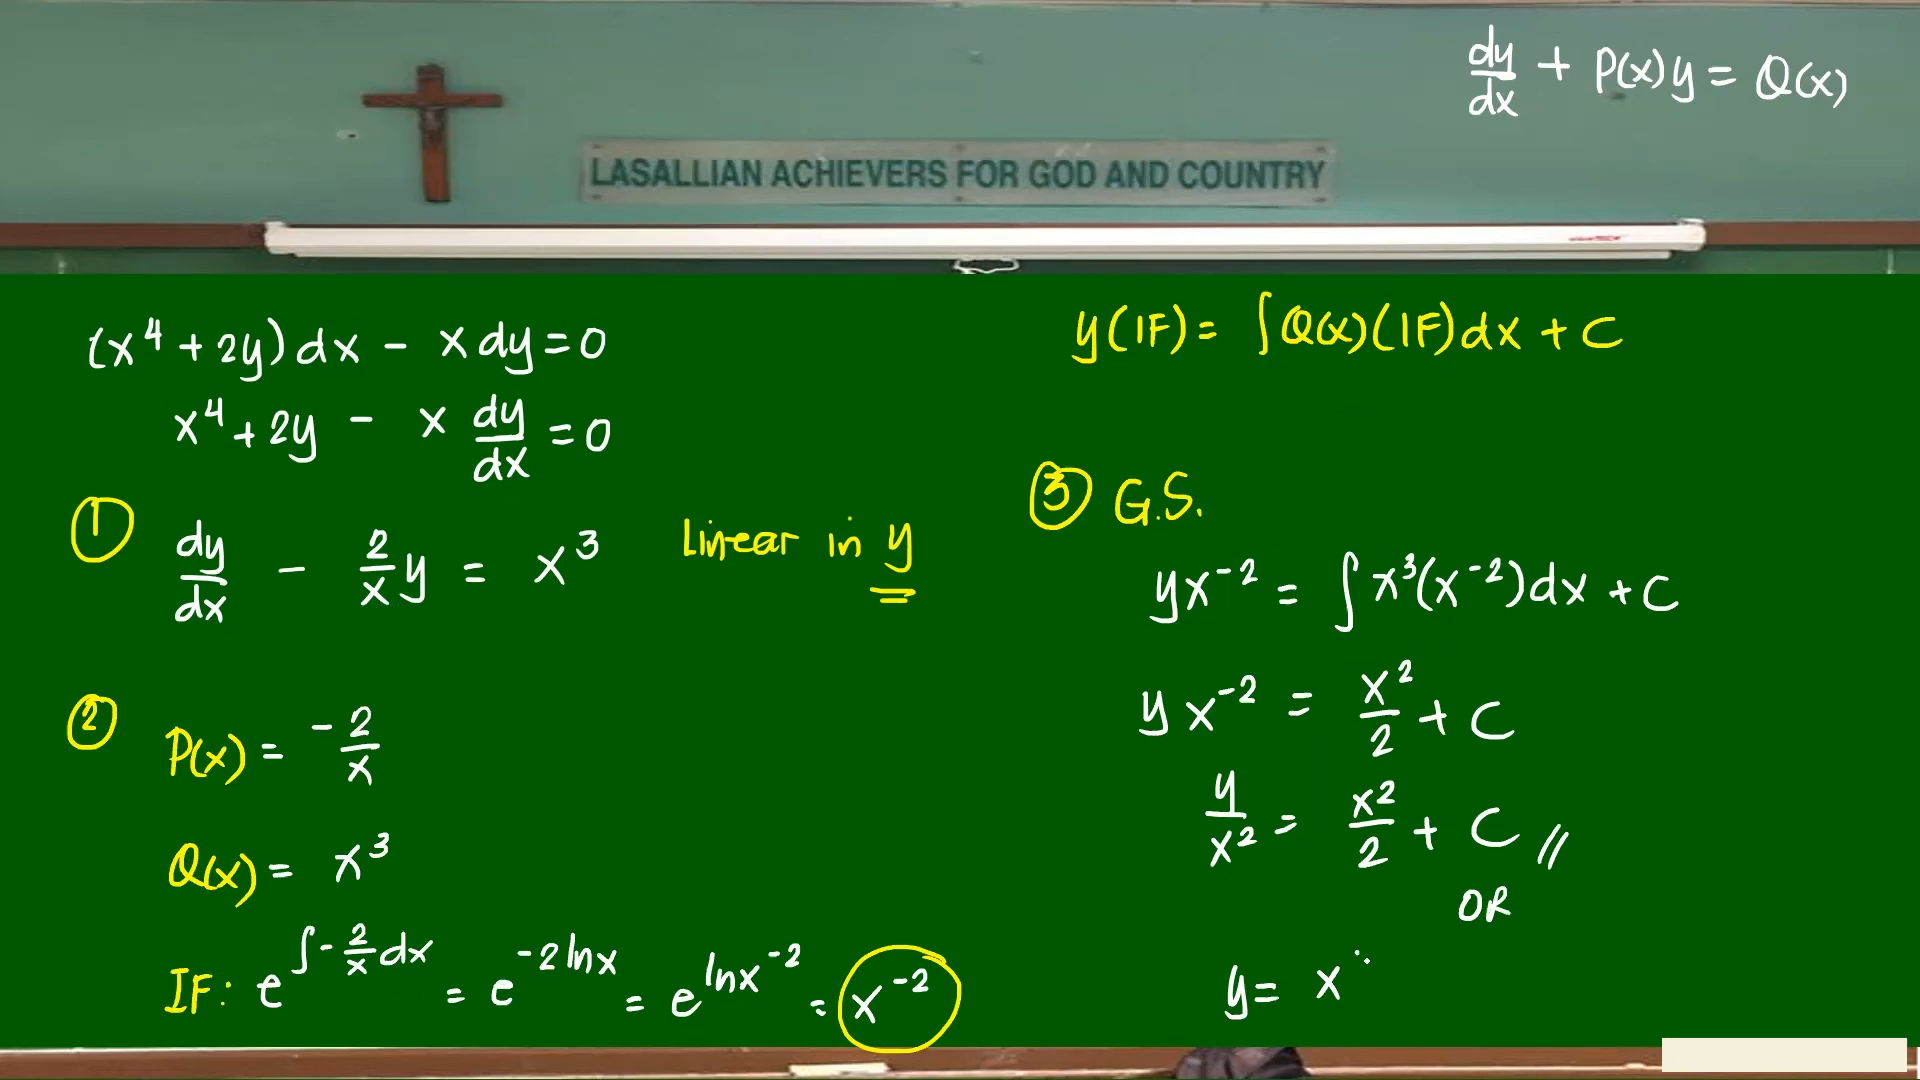 dy/dx + P(x)y = Q(x)
LASALLIAN ACHIEVERS FOR GOD AND COUNTRY
(x⁴ + 2y)dx - x dy = 0
x⁴ + 2y - x dy/dx = 0
① dy/dx - 2/x y = x³ Linear in y
② P(x) = -2/x
Q(x) = x³
IF: e^∫-2/x dx = e^-2lnx = e^lnx^-2 = x^-2
y(IF) = ∫Q(x)(IF)dx + C
③ G.S.
yx^-2 = ∫x³(x^-2)dx + C
yx^-2 = x²/2 + C
y/x² = x²/2 + C //
OR
y = x